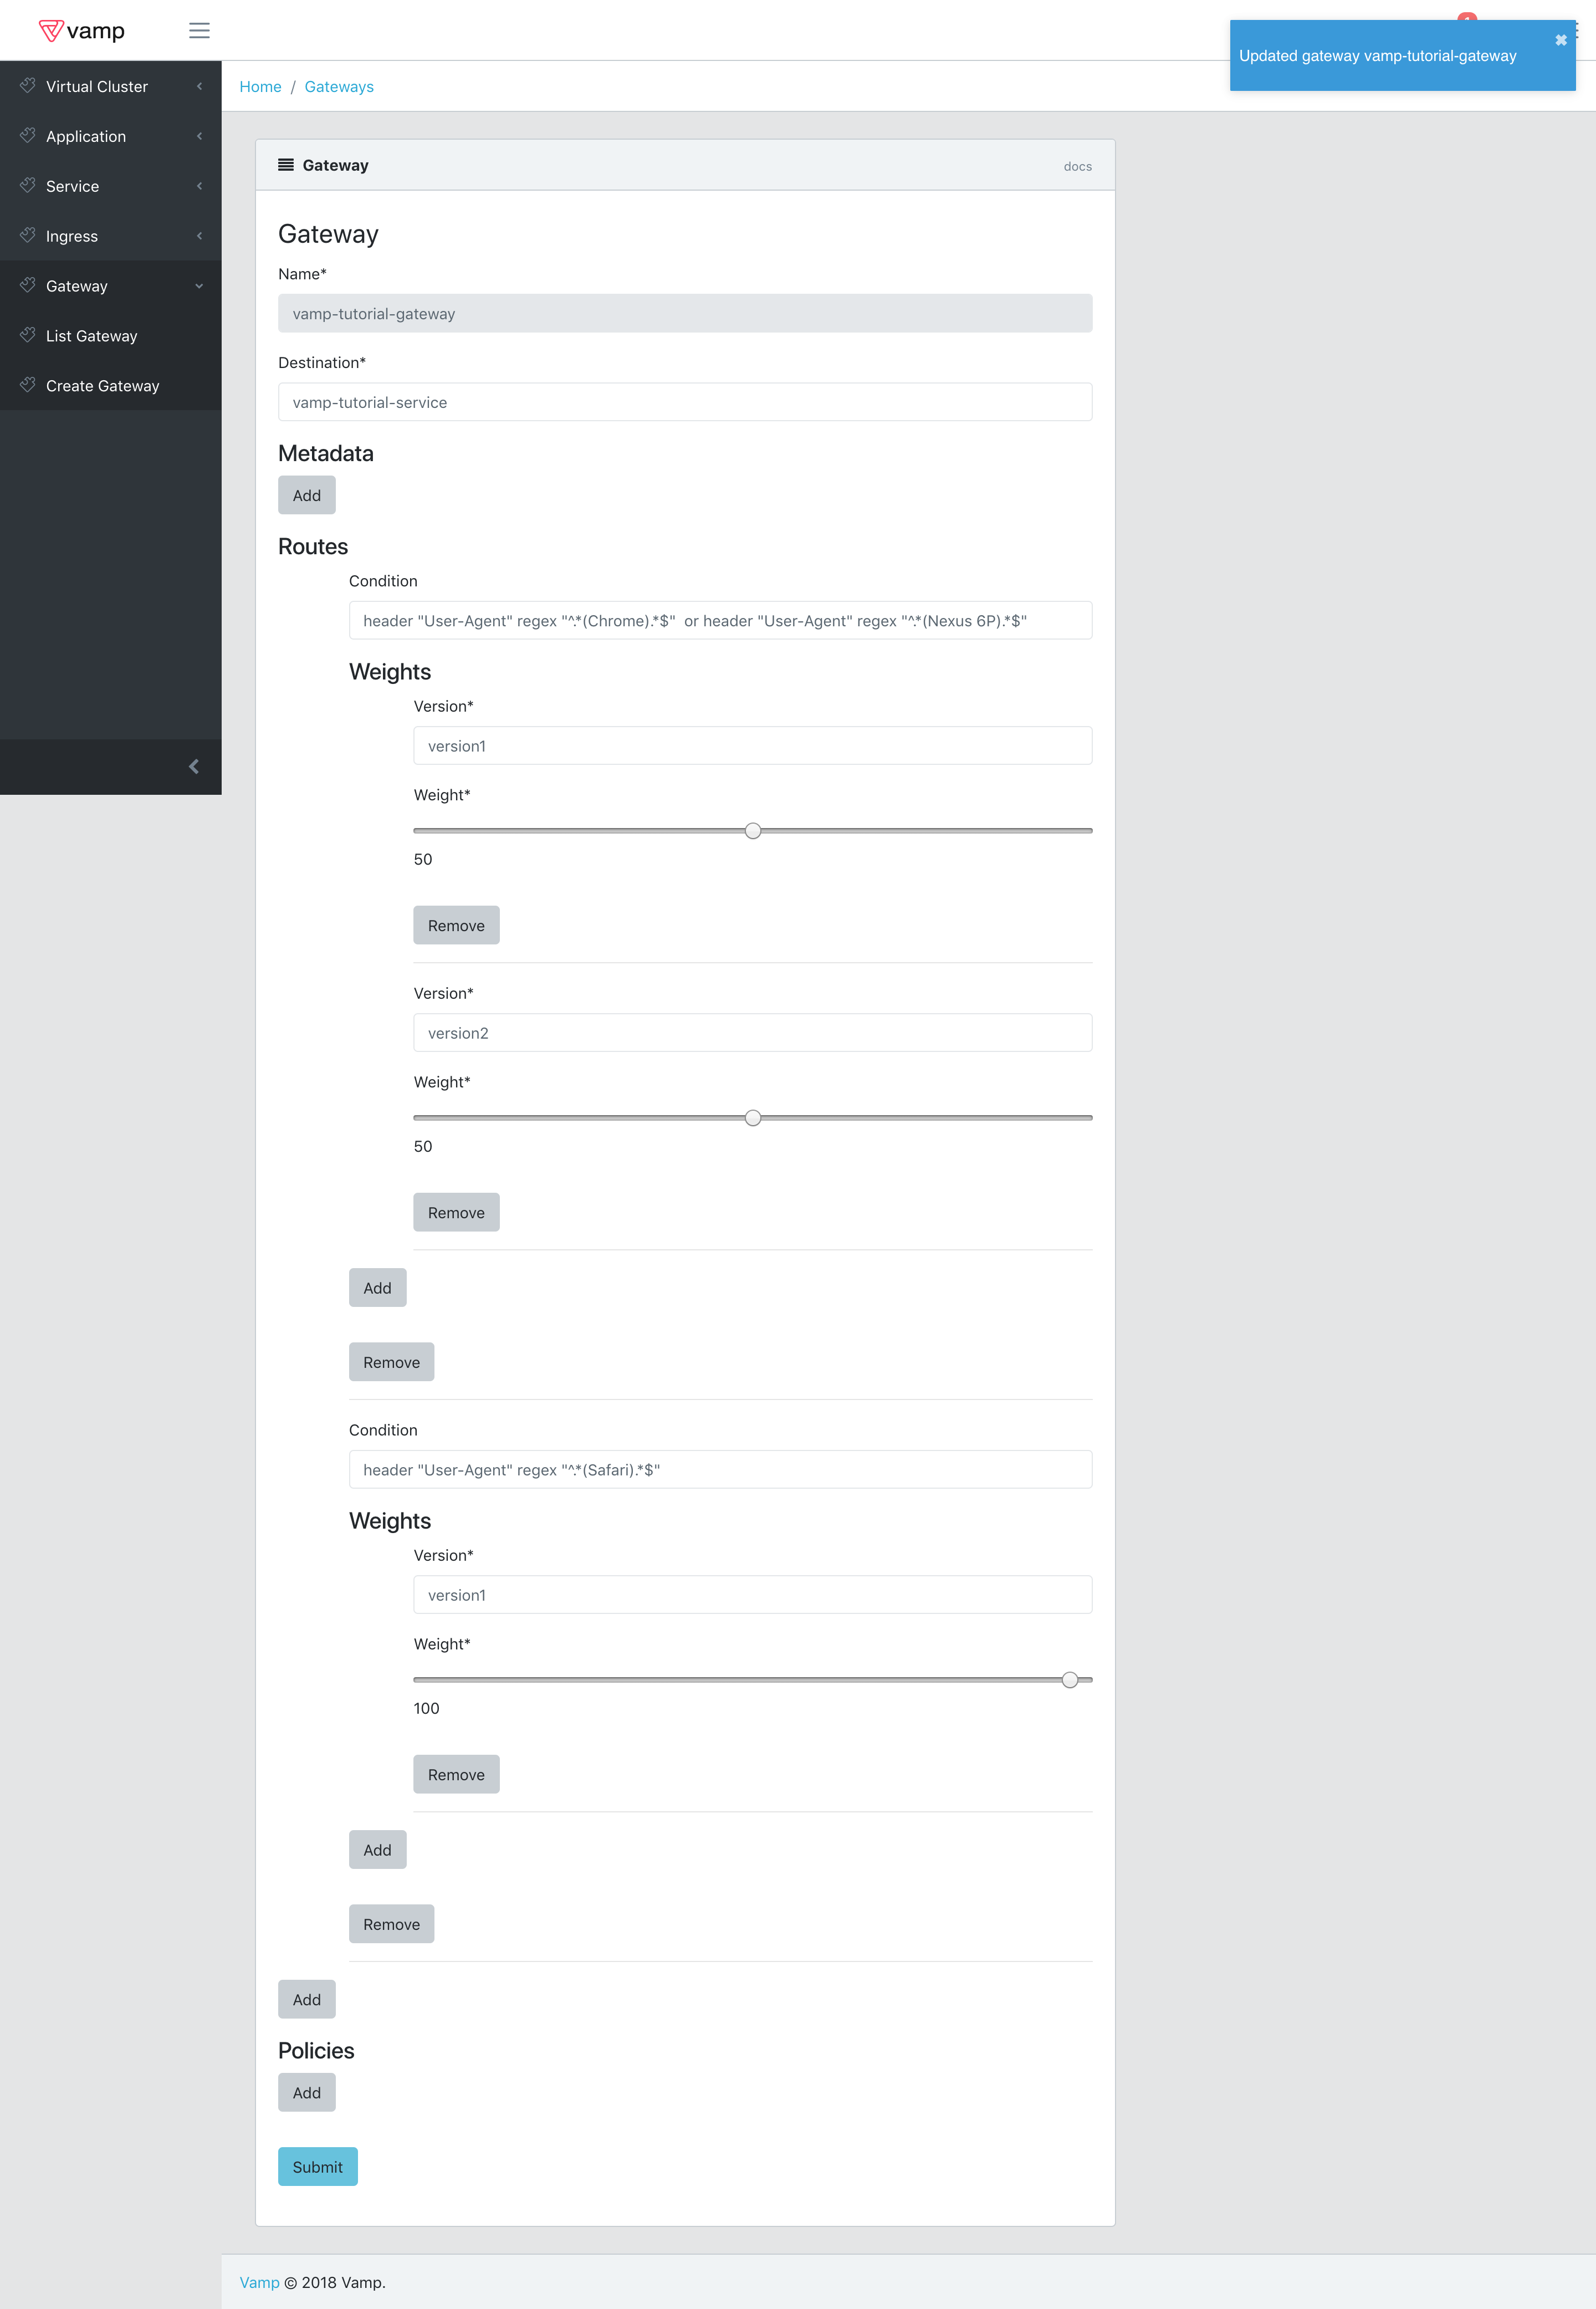 vamp
Updated gateway vamp-tutorial-gateway
Virtual Cluster
Application
Service
Ingress
Gateway
List Gateway
Create Gateway
Home / Gateways
Gateway
docs
Gateway
Name*
vamp-tutorial-gateway
Destination*
vamp-tutorial-service
Metadata
Add
Routes
Condition
header "User-Agent" regex "^.*(Chrome).*$"  or header "User-Agent" regex "^.*(Nexus 6P).*$"
Weights
Version*
version1
Weight*
50
Remove
Version*
version2
Weight*
50
Remove
Add
Remove
Condition
header "User-Agent" regex "^.*(Safari).*$"
Weights
Version*
version1
Weight*
100
Remove
Add
Remove
Add
Policies
Add
Submit
Vamp © 2018 Vamp.